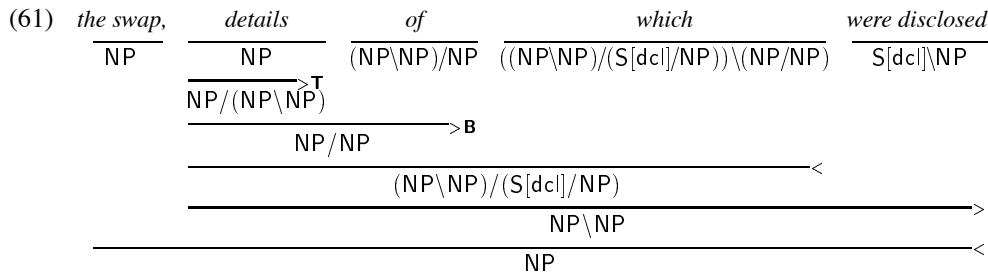 (61) the swap, details of which were disclosed
NP NP (NP\NP)/NP ((NP\NP)/(S[dcl]/NP))\(NP/NP) S[dcl]\NP
>T
NP/(NP\NP)
>B
NP/NP
<
(NP\NP)/(S[dcl]/NP)
>
NP\NP
<
NP